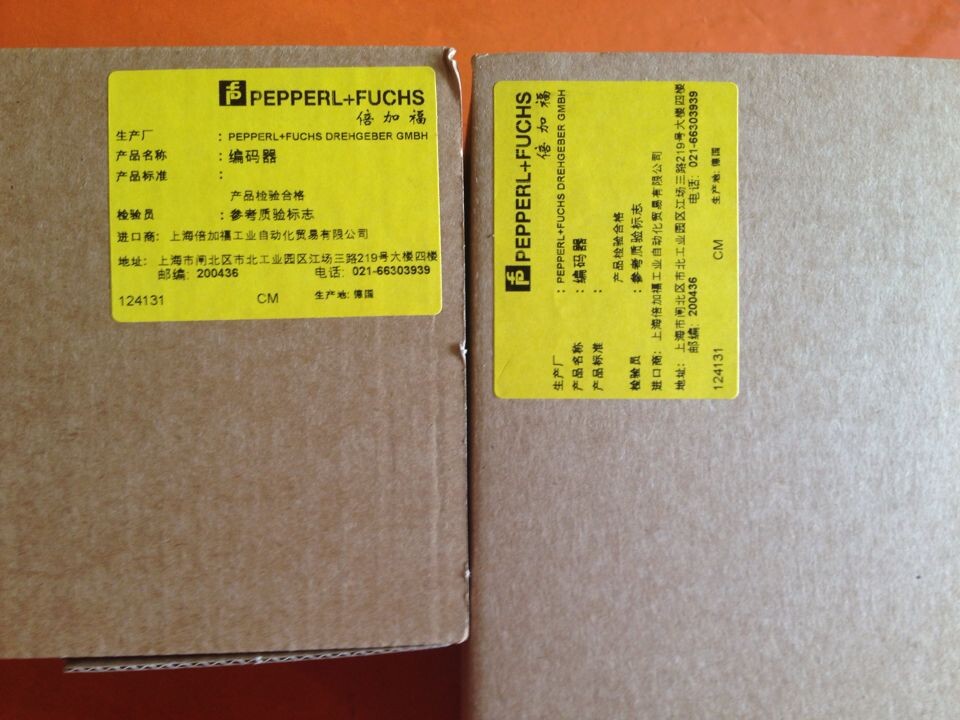 PEPPERL+FUCHS
倍加福
生产厂 : PEPPERL+FUCHS DREHGEBER GMBH
产品名称 : 编码器
产品标准 :
产品检验合格
检验员 : 参考质验标志
进口商: 上海倍加福工业自动化贸易有限公司
地址: 上海市闸北区市北工业园区江场三路219号大楼四楼
邮编: 200436 电话: 021-66303939
124131 CM 生产地: 德国
PEPPERL+FUCHS
倍加福
生产厂 : PEPPERL+FUCHS DREHGEBER GMBH
产品名称 : 编码器
产品标准 :
产品检验合格
检验员 : 参考质验标志
进口商: 上海倍加福工业自动化贸易有限公司
地址: 上海市闸北区市北工业园区江场三路219号大楼四楼
邮编: 200436 电话: 021-66303939
124131 CM 生产地: 德国